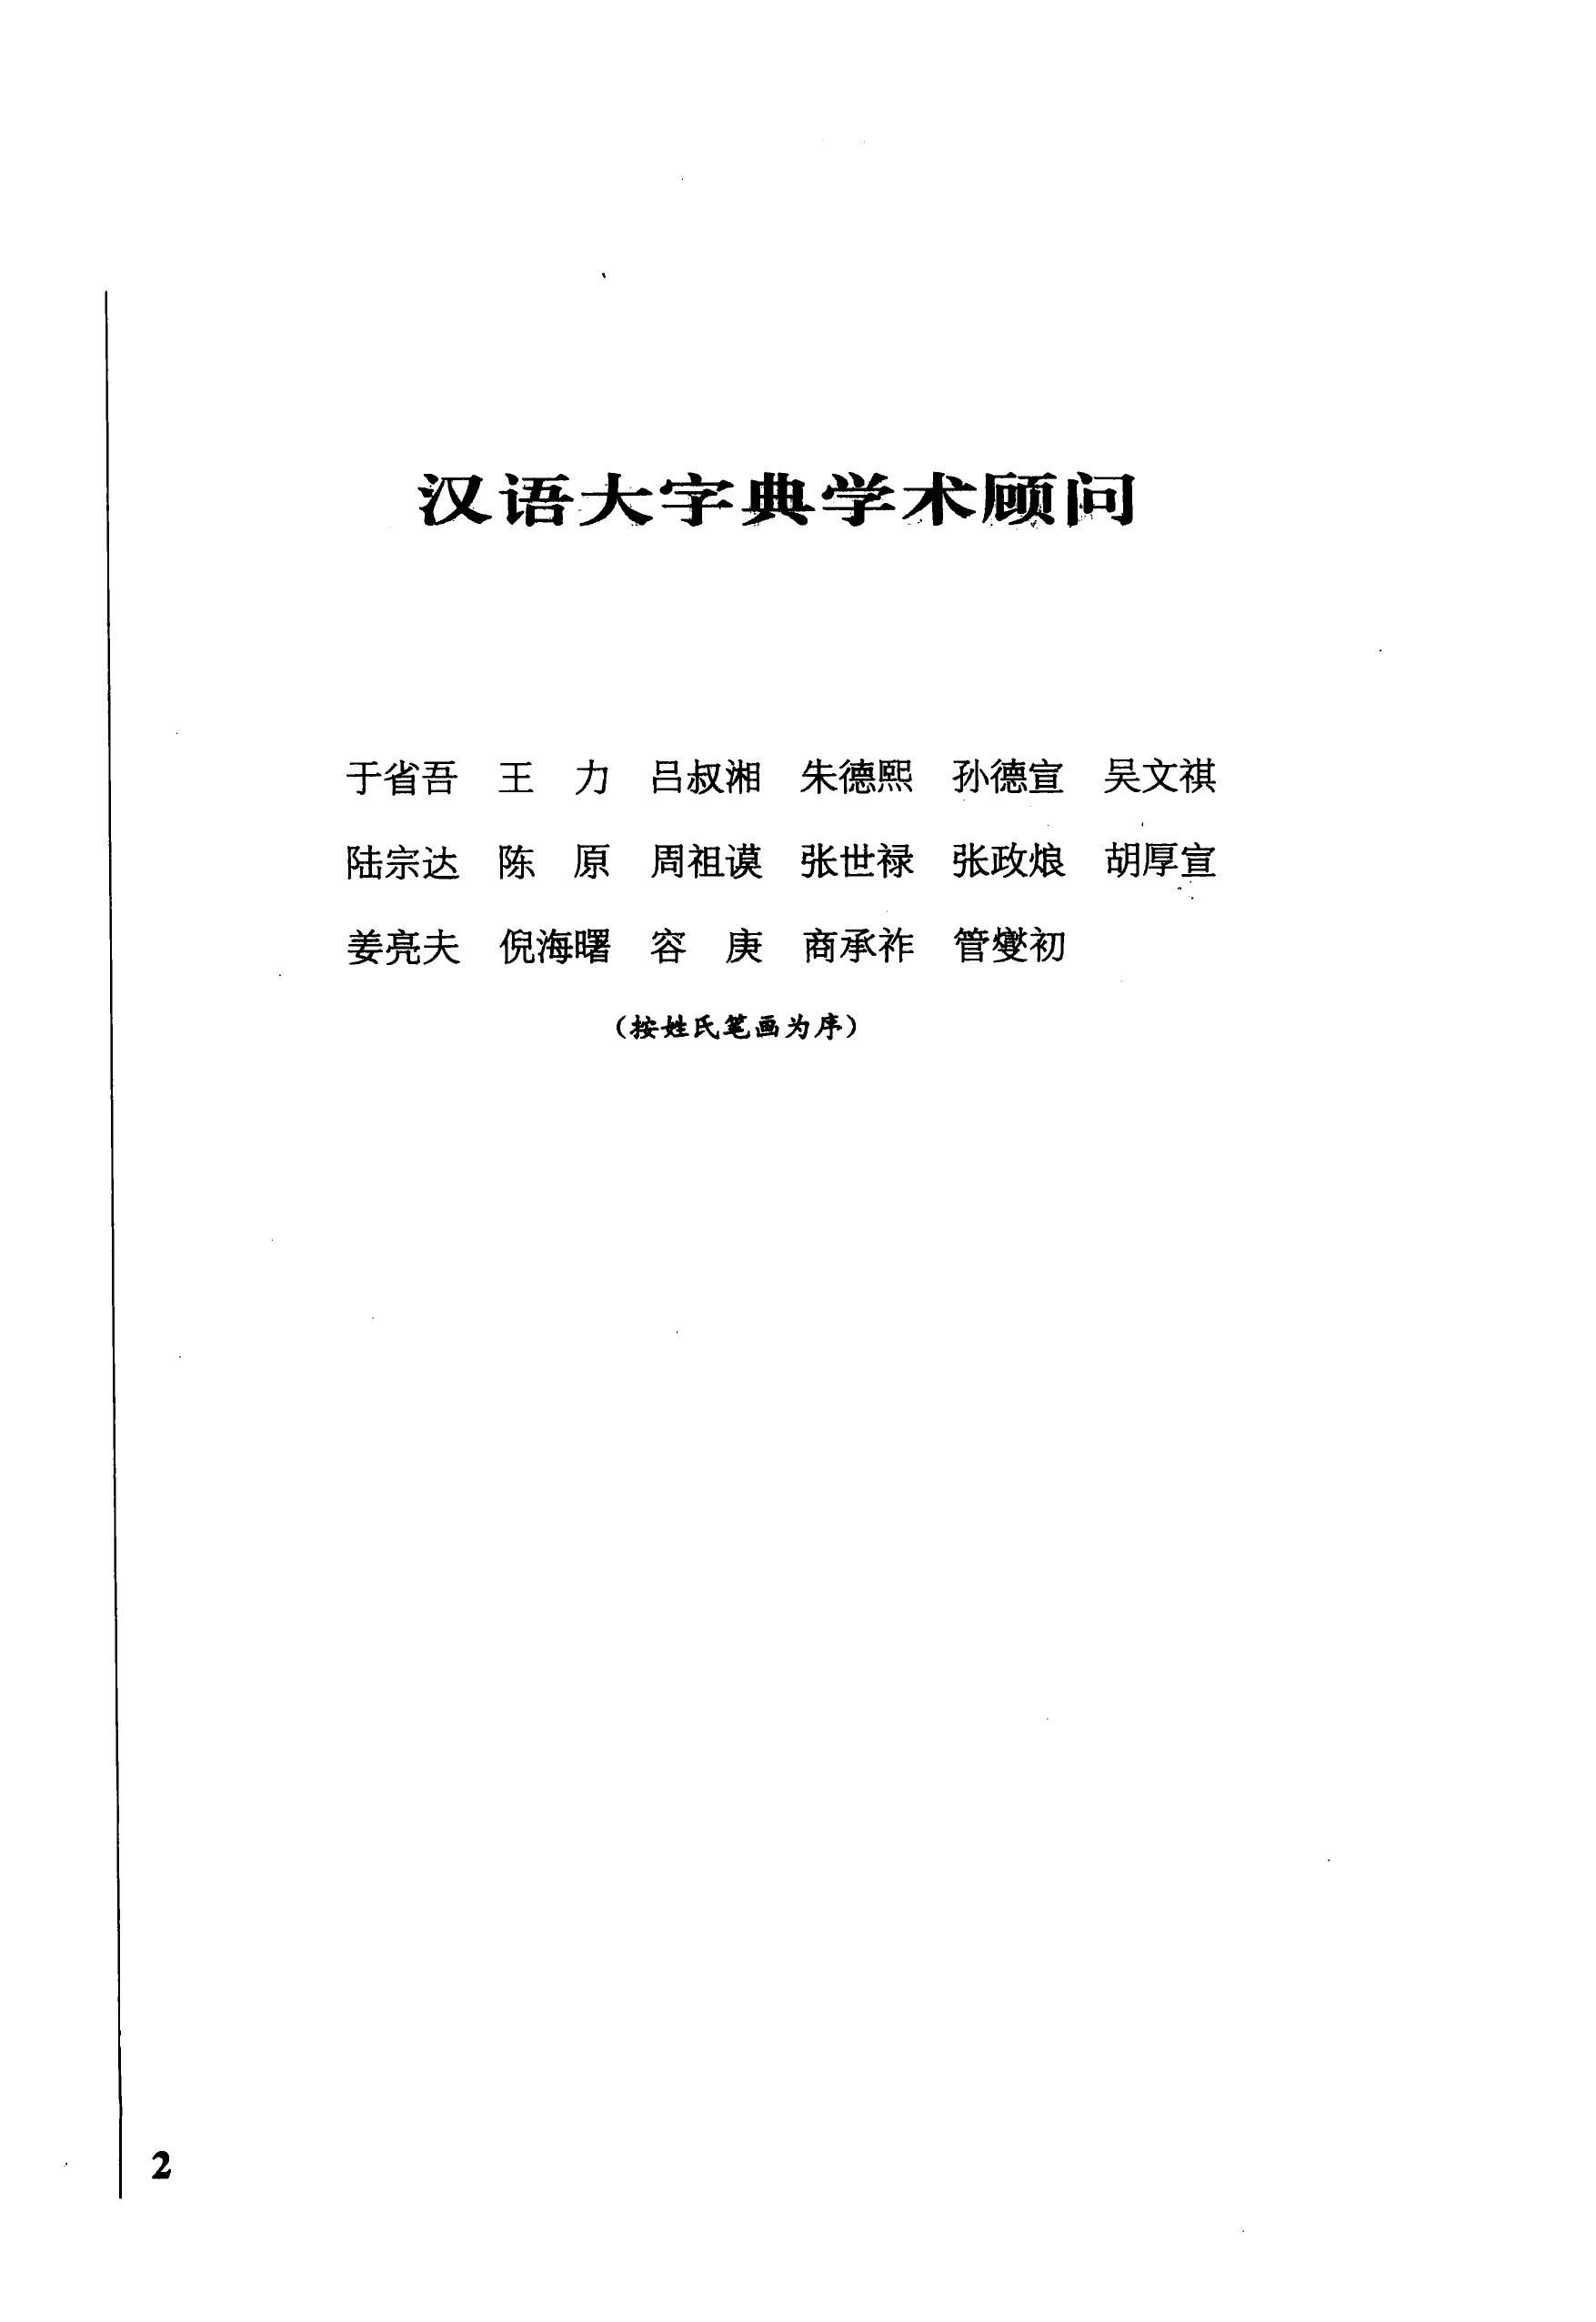 汉语大字典学术顾问
于省吾 王 力 吕叔湘 朱德熙 孙德宣 吴文祺
陆宗达 陈 原 周祖谟 张世禄 张政烺 胡厚宣
姜亮夫 倪海曙 容 庚 商承祚 管燮初
（按姓氏笔画为序）
2